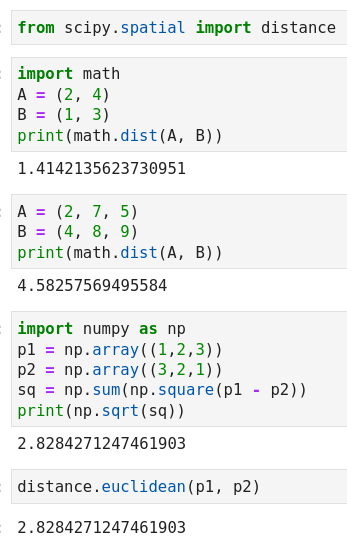 from scipy.spatial import distance
import math
A = (2, 4)
B = (1, 3)
print(math.dist(A, B))
1.4142135623730951
A = (2, 7, 5)
B = (4, 8, 9)
print(math.dist(A, B))
4.58257569495584
import numpy as np
p1 = np.array((1,2,3))
p2 = np.array((3,2,1))
sq = np.sum(np.square(p1 - p2))
print(np.sqrt(sq))
2.8284271247461903
distance.euclidean(p1, p2)
2.8284271247461903